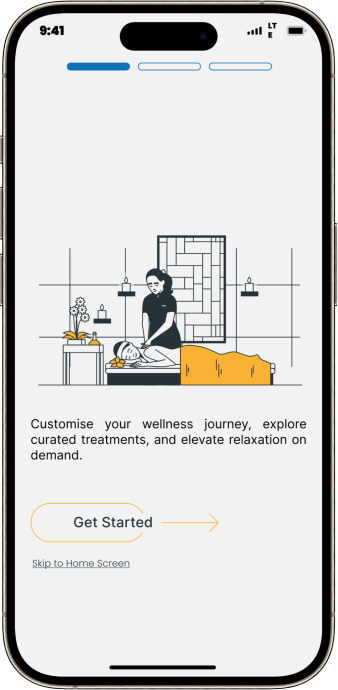 9:41
LT
E
Customise your wellness journey, explore
curated treatments, and elevate relaxation on
demand.
Get Started
Skip to Home Screen